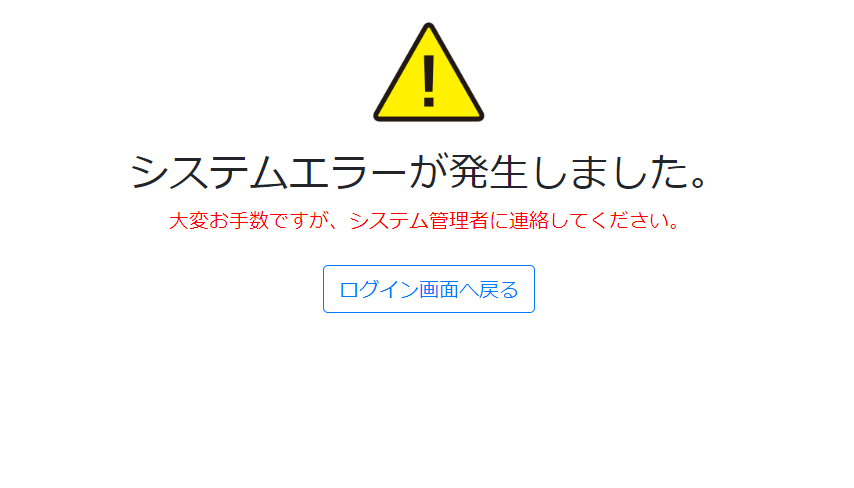 システムエラーが発生しました。
大変お手数ですが、システム管理者に連絡してください。
ログイン画面へ戻る